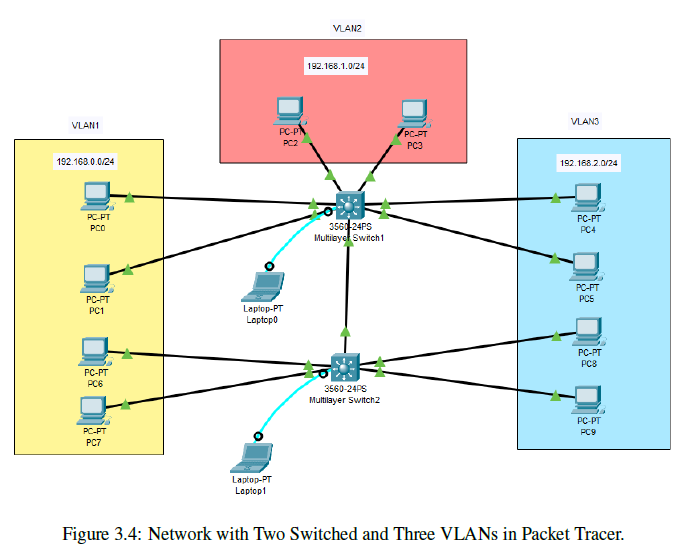 VLAN2
192.168.1.0/24
PC-PT
PC2
PC-PT
PC3
VLAN1
192.168.0.0/24
PC-PT
PC0
PC-PT
PC1
PC-PT
PC6
PC-PT
PC7
3560-24PS
Multilayer Switch1
Laptop-PT
Laptop0
3560-24PS
Multilayer Switch2
Laptop-PT
Laptop1
VLAN3
192.168.2.0/24
PC-PT
PC4
PC-PT
PC5
PC-PT
PC8
PC-PT
PC9
Figure 3.4: Network with Two Switched and Three VLANs in Packet Tracer.